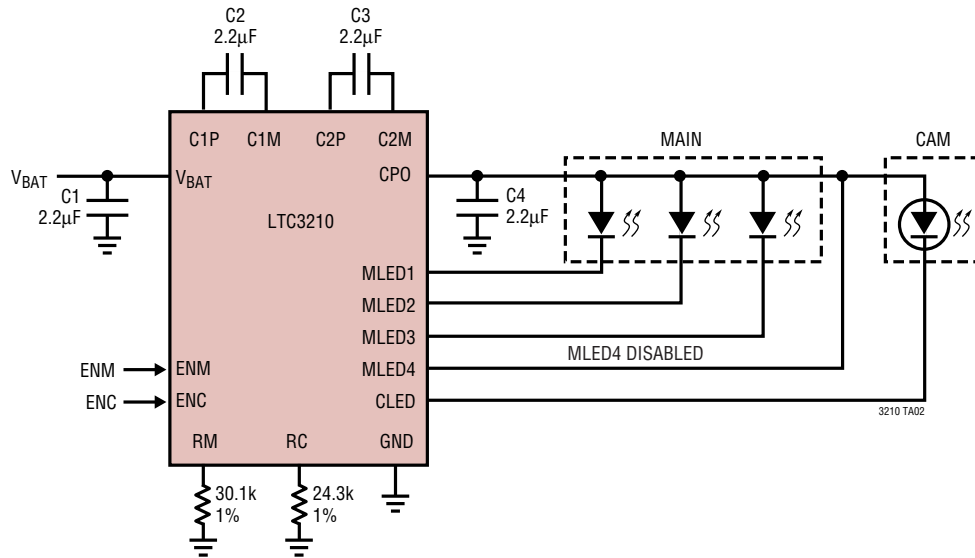 C2
2.2μF
C3
2.2μF
C1P
C1M
C2P
C2M
MAIN
CAM
VBAT
C1
2.2μF
VBAT
CPO
C4
2.2μF
LTC3210
MLED1
MLED2
MLED3
MLED4 DISABLED
MLED4
ENM
ENM
ENC
ENC
CLED
3210 TA02
RM
RC
GND
30.1k
1%
24.3k
1%